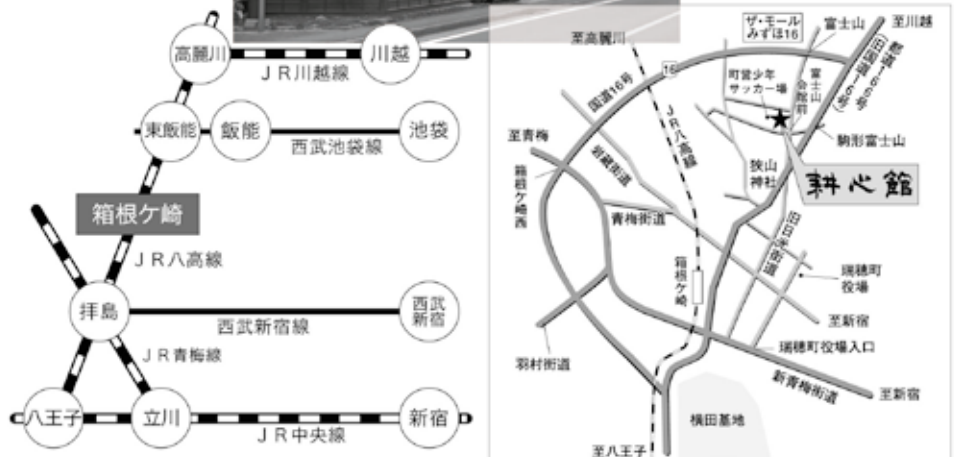 高麗川
川越
JR川越線
東飯能
飯能
池袋
西武池袋線
箱根ケ崎
JR八高線
拝島
西武
新宿
西武新宿線
JR青梅線
八王子
立川
新宿
JR中央線
至高麗川
ザ・モール
みずほ16
富士山
至川越
都道166号
(旧国道16号)
16
国道16号
町営少年
サッカー場
富士山
会館前
★
JR八高線
駒形富士山
至青梅
岩蔵街道
狭山
神社
耕心館
箱根ケ崎西
青梅街道
旧日光街道
箱根ケ崎
瑞穂町
役場
至新宿
瑞穂町役場入口
羽村街道
新青梅街道
至新宿
横田基地
至八王子